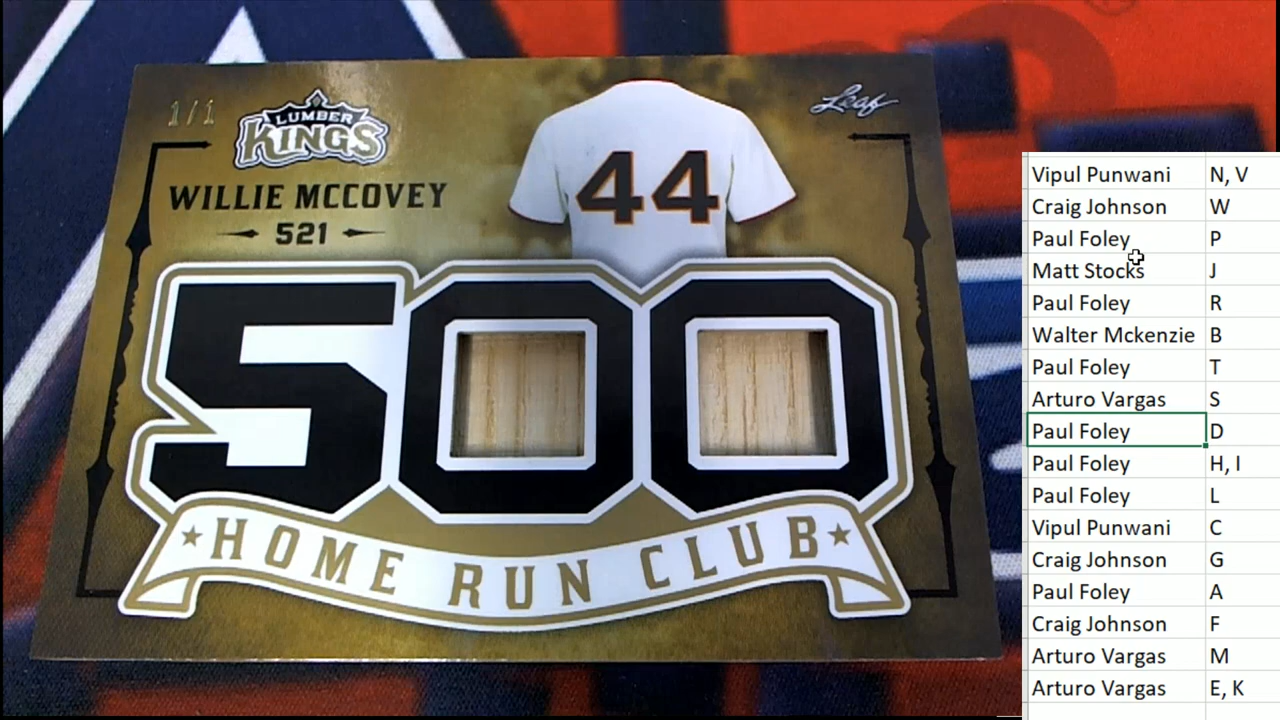 1/1
LUMBER
KINGS
Leaf
WILLIE MCCOVEY
521
44
500
HOME RUN CLUB
Vipul Punwani N, V
Craig Johnson W
Paul Foley P
Matt Stocks J
Paul Foley R
Walter Mckenzie B
Paul Foley T
Arturo Vargas S
Paul Foley D
Paul Foley H, I
Paul Foley L
Vipul Punwani C
Craig Johnson G
Paul Foley A
Craig Johnson F
Arturo Vargas M
Arturo Vargas E, K